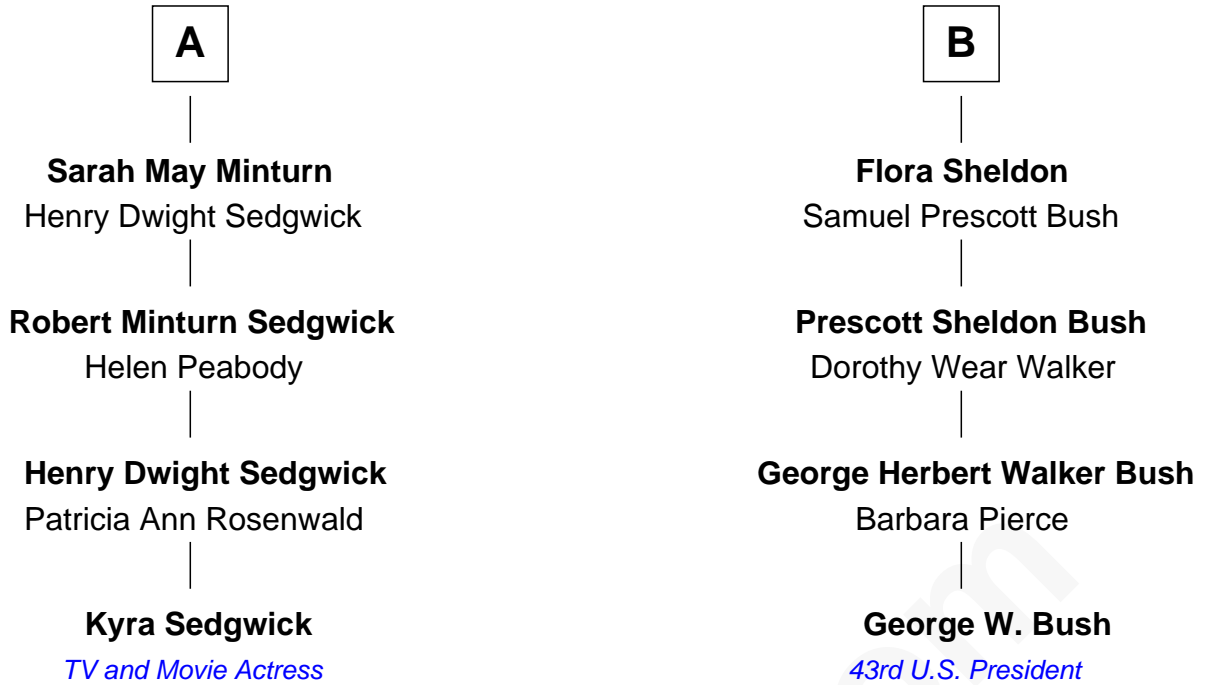 A
Sarah May Minturn
Henry Dwight Sedgwick
Robert Minturn Sedgwick
Helen Peabody
Henry Dwight Sedgwick
Patricia Ann Rosenwald
Kyra Sedgwick
TV and Movie Actress
B
Flora Sheldon
Samuel Prescott Bush
Prescott Sheldon Bush
Dorothy Wear Walker
George Herbert Walker Bush
Barbara Pierce
George W. Bush
43rd U.S. President